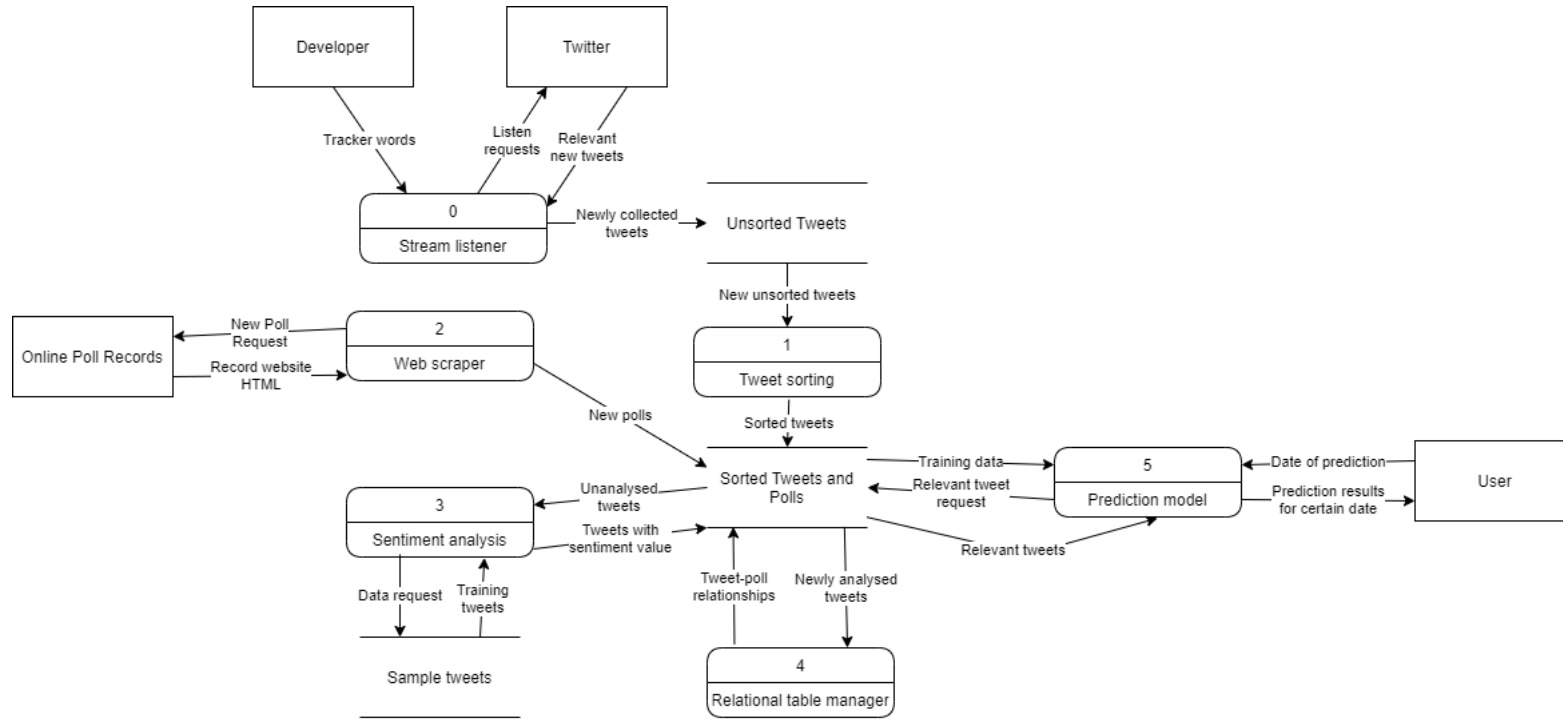 Developer
Twitter
Tracker words
Listen
requests
Relevant
new tweets
0
Stream listener
Newly collected
tweets
Unsorted Tweets
New unsorted tweets
Online Poll Records
New Poll
Request
Record website
HTML
2
Web scraper
1
Tweet sorting
New polls
Sorted tweets
Sorted Tweets and
Polls
Training data
Relevant tweet
request
Relevant tweets
5
Prediction model
Date of prediction
Prediction results
for certain date
User
Unanalysed
tweets
Tweets with
sentiment value
3
Sentiment analysis
Data request
Training
tweets
Sample tweets
Tweet-poll
relationships
Newly analysed
tweets
4
Relational table manager